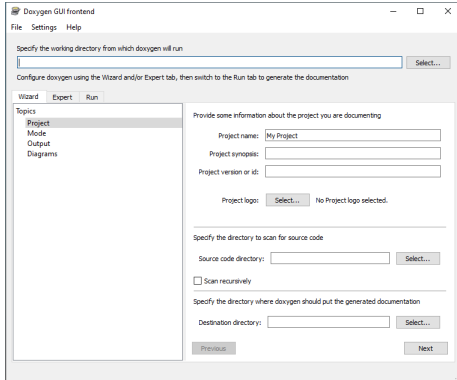 Doxygen GUI frontend
File Settings Help
Specify the working directory from which doxygen will run
Select...
Configure doxygen using the Wizard and/or Expert tab, then switch to the Run tab to generate the documentation
Wizard Expert Run
Topics
Project
Mode
Output
Diagrams
Provide some information about the project you are documenting
Project name: My Project
Project synopsis:
Project version or id:
Project logo: Select... No Project logo selected.
Specify the directory to scan for source code
Source code directory: Select...
Scan recursively
Specify the directory where doxygen should put the generated documentation
Destination directory: Select...
Previous Next